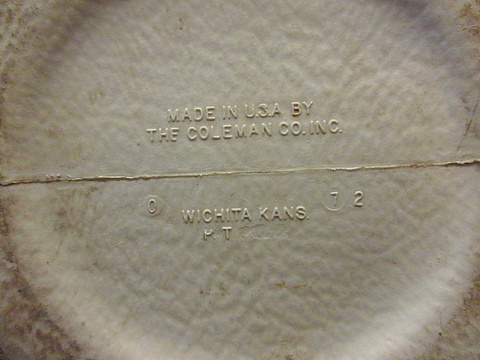 MADE IN U.S.A BY
THE COLEMAN CO. INC.
0 WICHITA KANS. 7 2